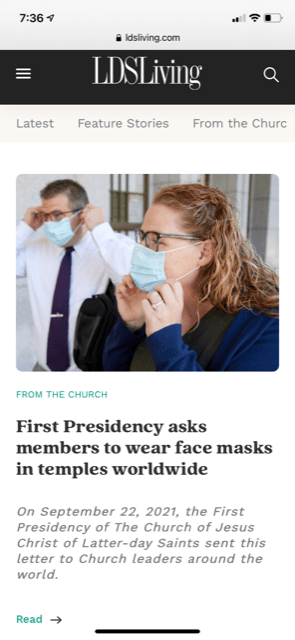 7:36
ldsliving.com
LDSLiving
Latest Feature Stories From the Churc
FROM THE CHURCH
First Presidency asks
members to wear face masks
in temples worldwide
On September 22, 2021, the First
Presidency of The Church of Jesus
Christ of Latter-day Saints sent this
letter to Church leaders around the
world.
Read →